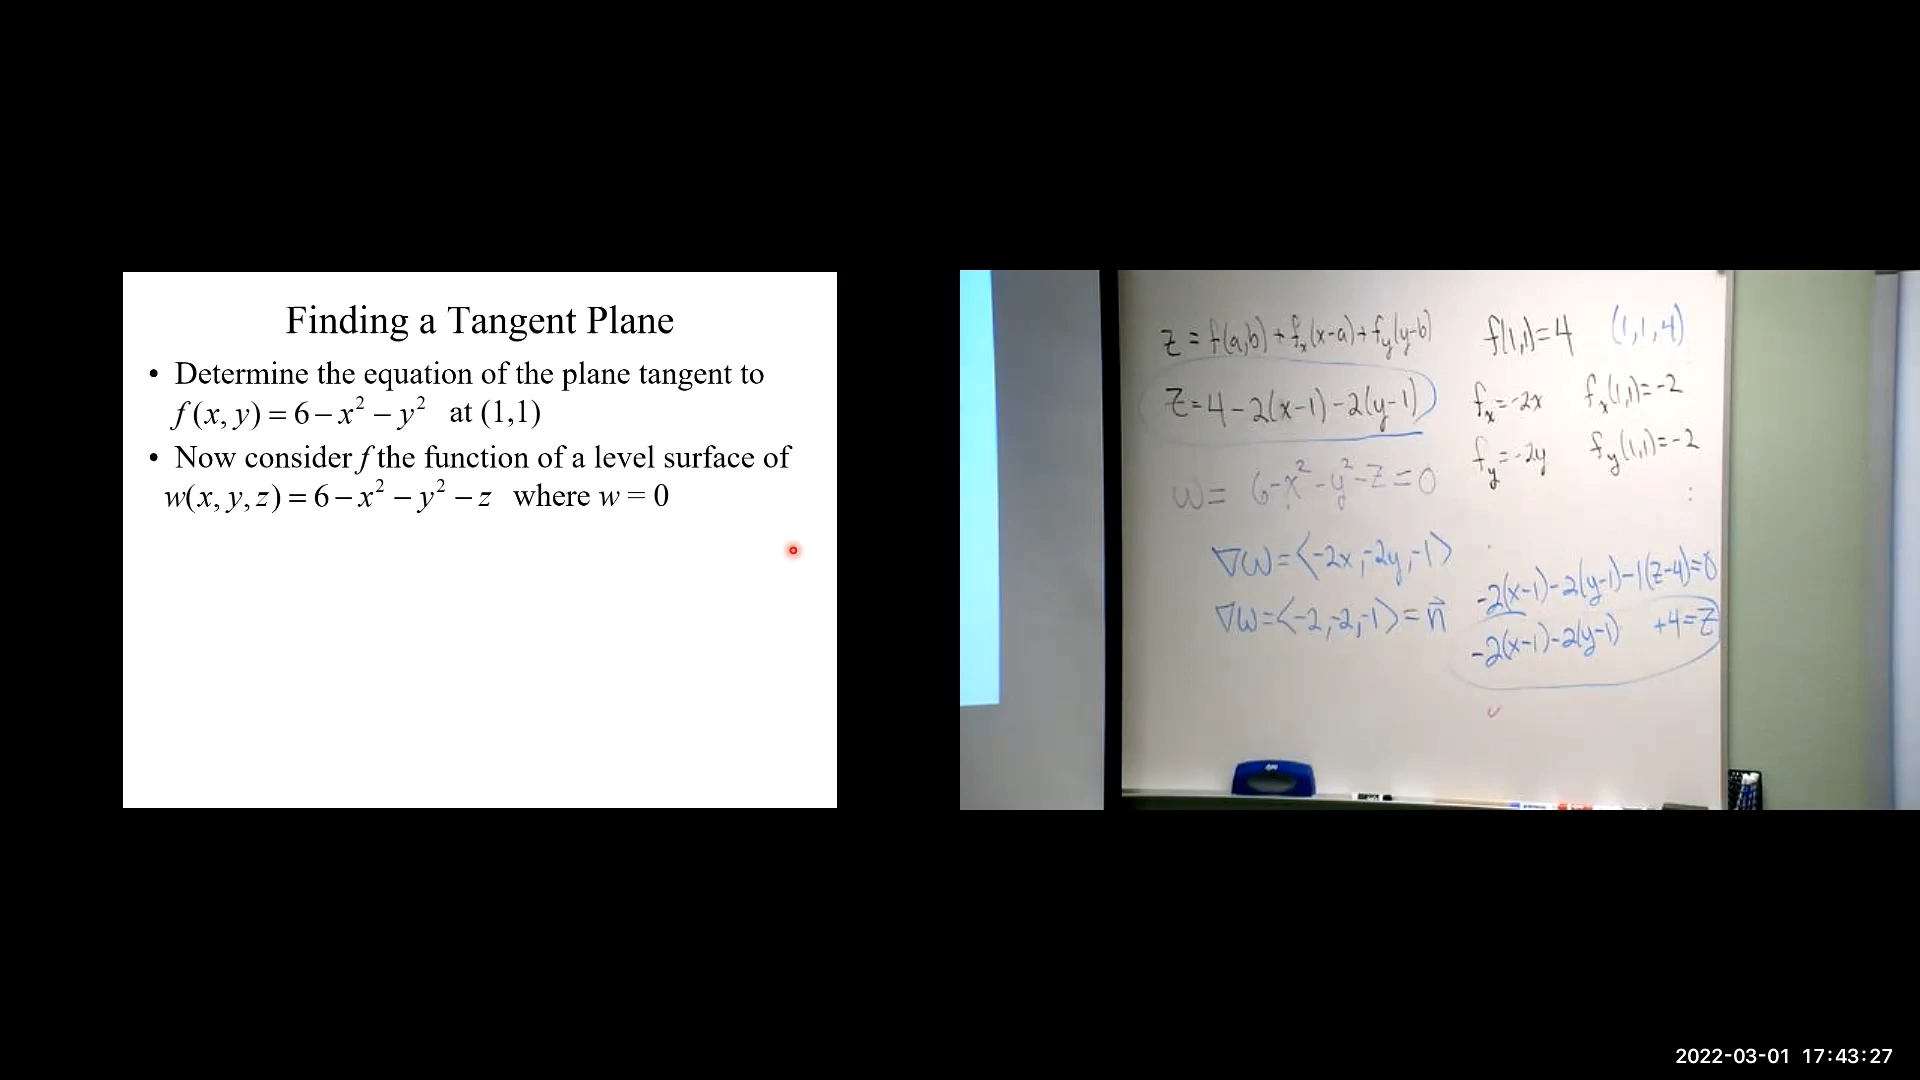 Finding a Tangent Plane
• Determine the equation of the plane tangent to
f(x, y) = 6 − x² − y² at (1,1)
• Now consider f the function of a level surface of
w(x, y, z) = 6 − x² − y² − z where w = 0
z = f(a,b) + fₓ(x-a) + f_y(y-b)
z = 4 - 2(x-1) - 2(y-1)
w = 6 - x² - y² - z = 0
∇w = ⟨-2x, -2y, -1⟩
∇w = ⟨-2, -2, -1⟩ = n⃗
f(1,1) = 4 (1,1,4)
fₓ = -2x fₓ(1,1) = -2
f_y = -2y f_y(1,1) = -2
-2(x-1) - 2(y-1) - 1(z-4) = 0
-2(x-1) - 2(y-1) +4 = z
2022-03-01 17:43:27